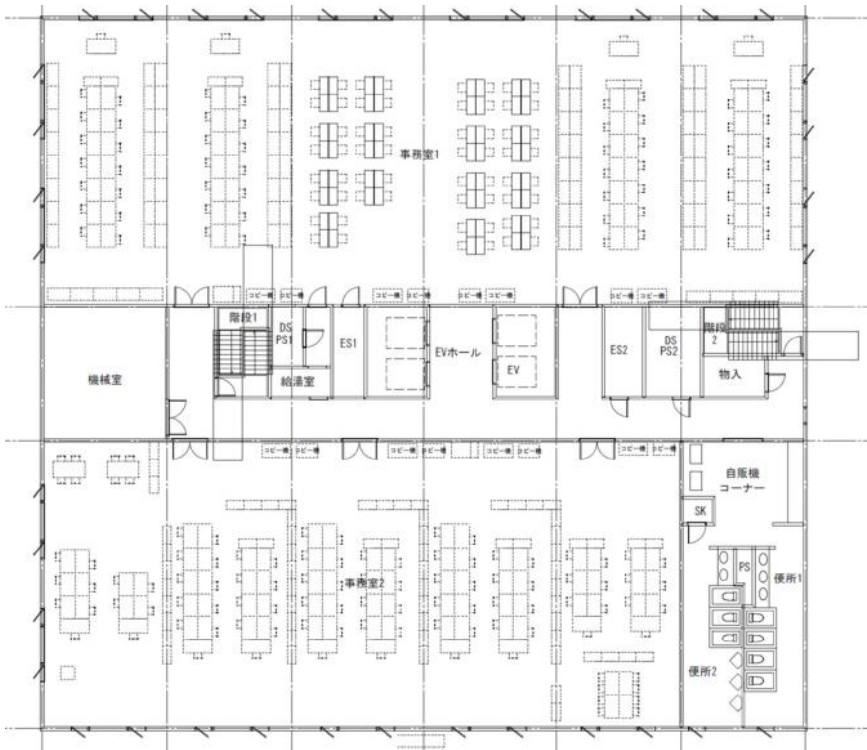 事務室1
コピー機
コピー機
コピー機
コピー機
コピー機
コピー機
コピー機
コピー機
階段1
DS
PS1
ES1
EVホール
EV
ES2
DS
PS2
階段
2
機械室
給湯室
物入
コピー機
コピー機
コピー機
コピー機
コピー機
コピー機
コピー機
コピー機
自販機
コーナー
SK
事務室2
PS
便所1
便所2